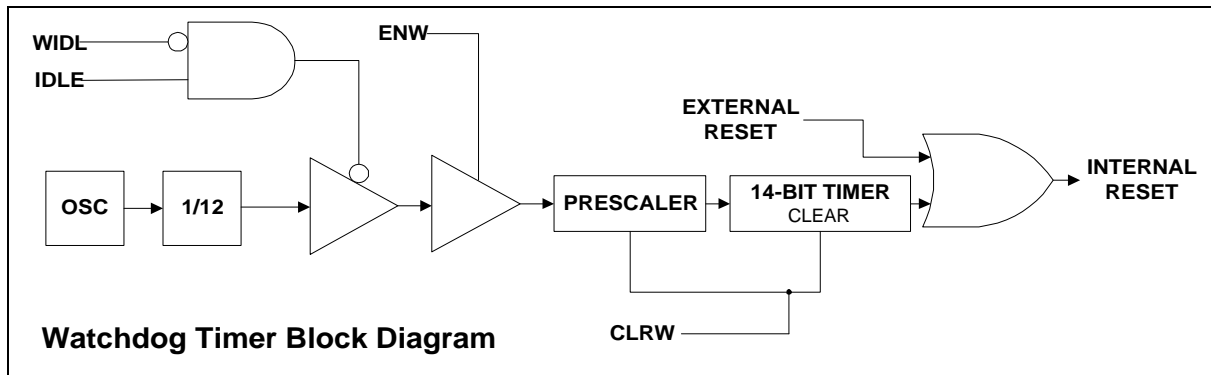 WIDL
IDLE
ENW
EXTERNAL
RESET
INTERNAL
RESET
OSC
1/12
PRESCALER
14-BIT TIMER
CLEAR
CLRW
Watchdog Timer Block Diagram